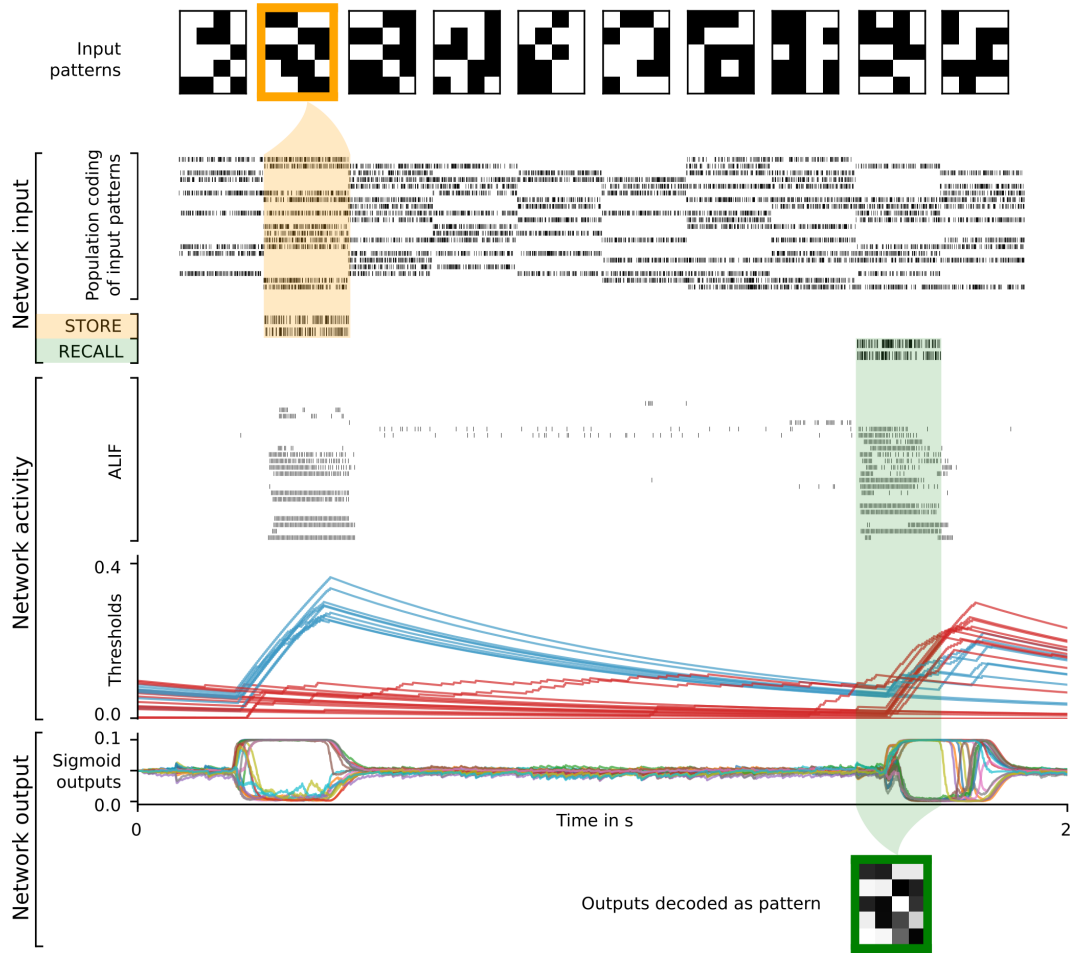 Input
patterns
Network input
Population coding
of input patterns
STORE
RECALL
Network activity
ALIF
Thresholds
0.4
0.0
Network output
Sigmoid
outputs
0.1
0.0
0
Time in s
2
Outputs decoded as pattern